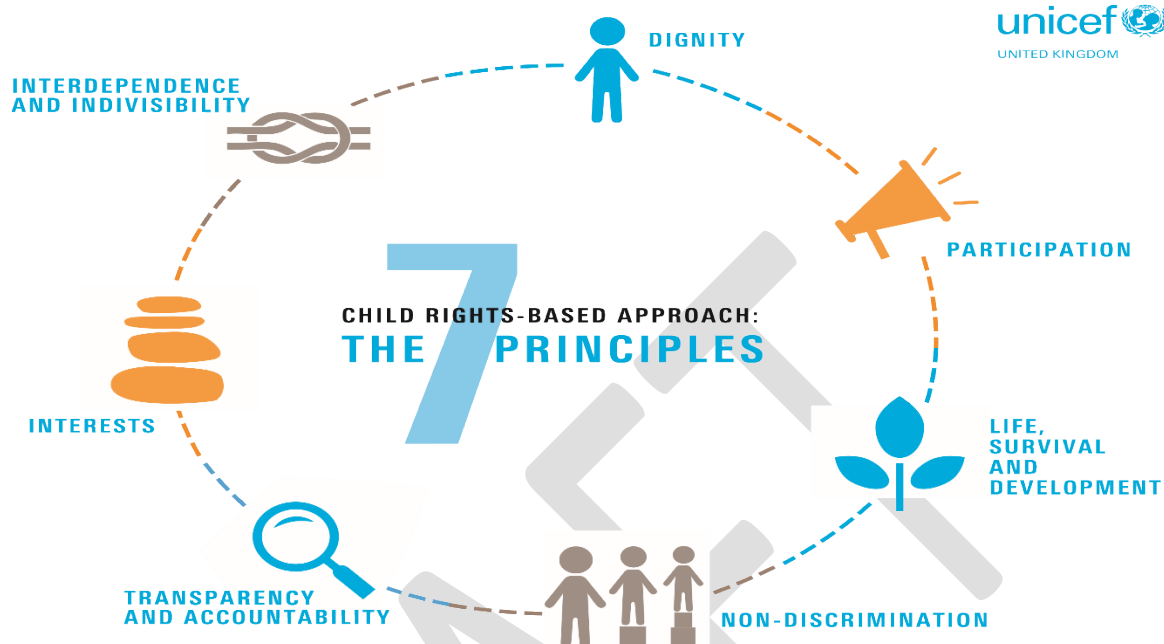 unicef
UNITED KINGDOM
DIGNITY
INTERDEPENDENCE
AND INDIVISIBILITY
PARTICIPATION
7
CHILD RIGHTS-BASED APPROACH:
THE PRINCIPLES
INTERESTS
LIFE,
SURVIVAL
AND
DEVELOPMENT
TRANSPARENCY
AND ACCOUNTABILITY
NON-DISCRIMINATION